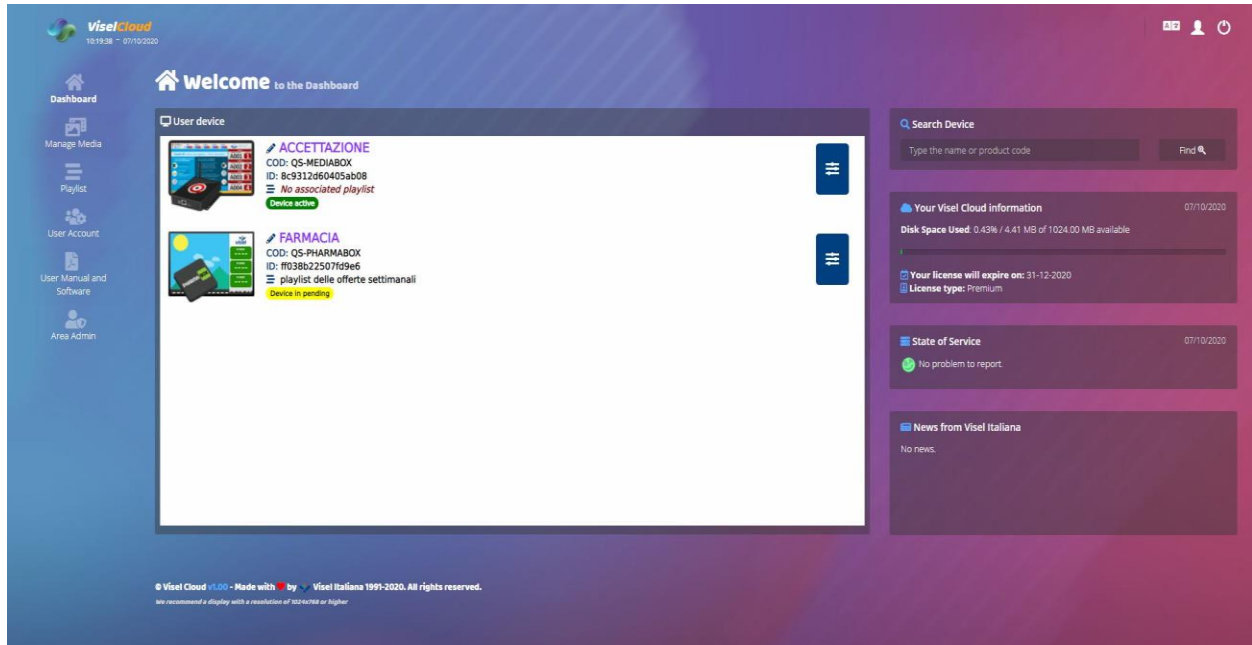 ViselCloud
10:19:38 - 07/10/2020
Dashboard
Manage Media
Playlist
User Account
User Manual and
Software
Area Admin
Welcome to the Dashboard
User device
ACCETTAZIONE
COD: QS-MEDIABOX
ID: 8c9312d60405ab08
No associated playlist
Device active
FARMACIA
COD: QS-PHARMABOX
ID: ff038b22507fd9e6
playlist delle offerte settimanali
Device in pending
Search Device
Type the name or product code
Find
Your Visel Cloud information 07/10/2020
Disk Space Used: 0.43% / 4.41 MB of 1024.00 MB available
Your license will expire on: 31-12-2020
License type: Premium
State of Service 07/10/2020
No problem to report.
News from Visel Italiana
No news.
© Visel Cloud v1.00 - Made with by Visel Italiana 1991-2020. All rights reserved.
We recommend a display with a resolution of 1024x768 or higher